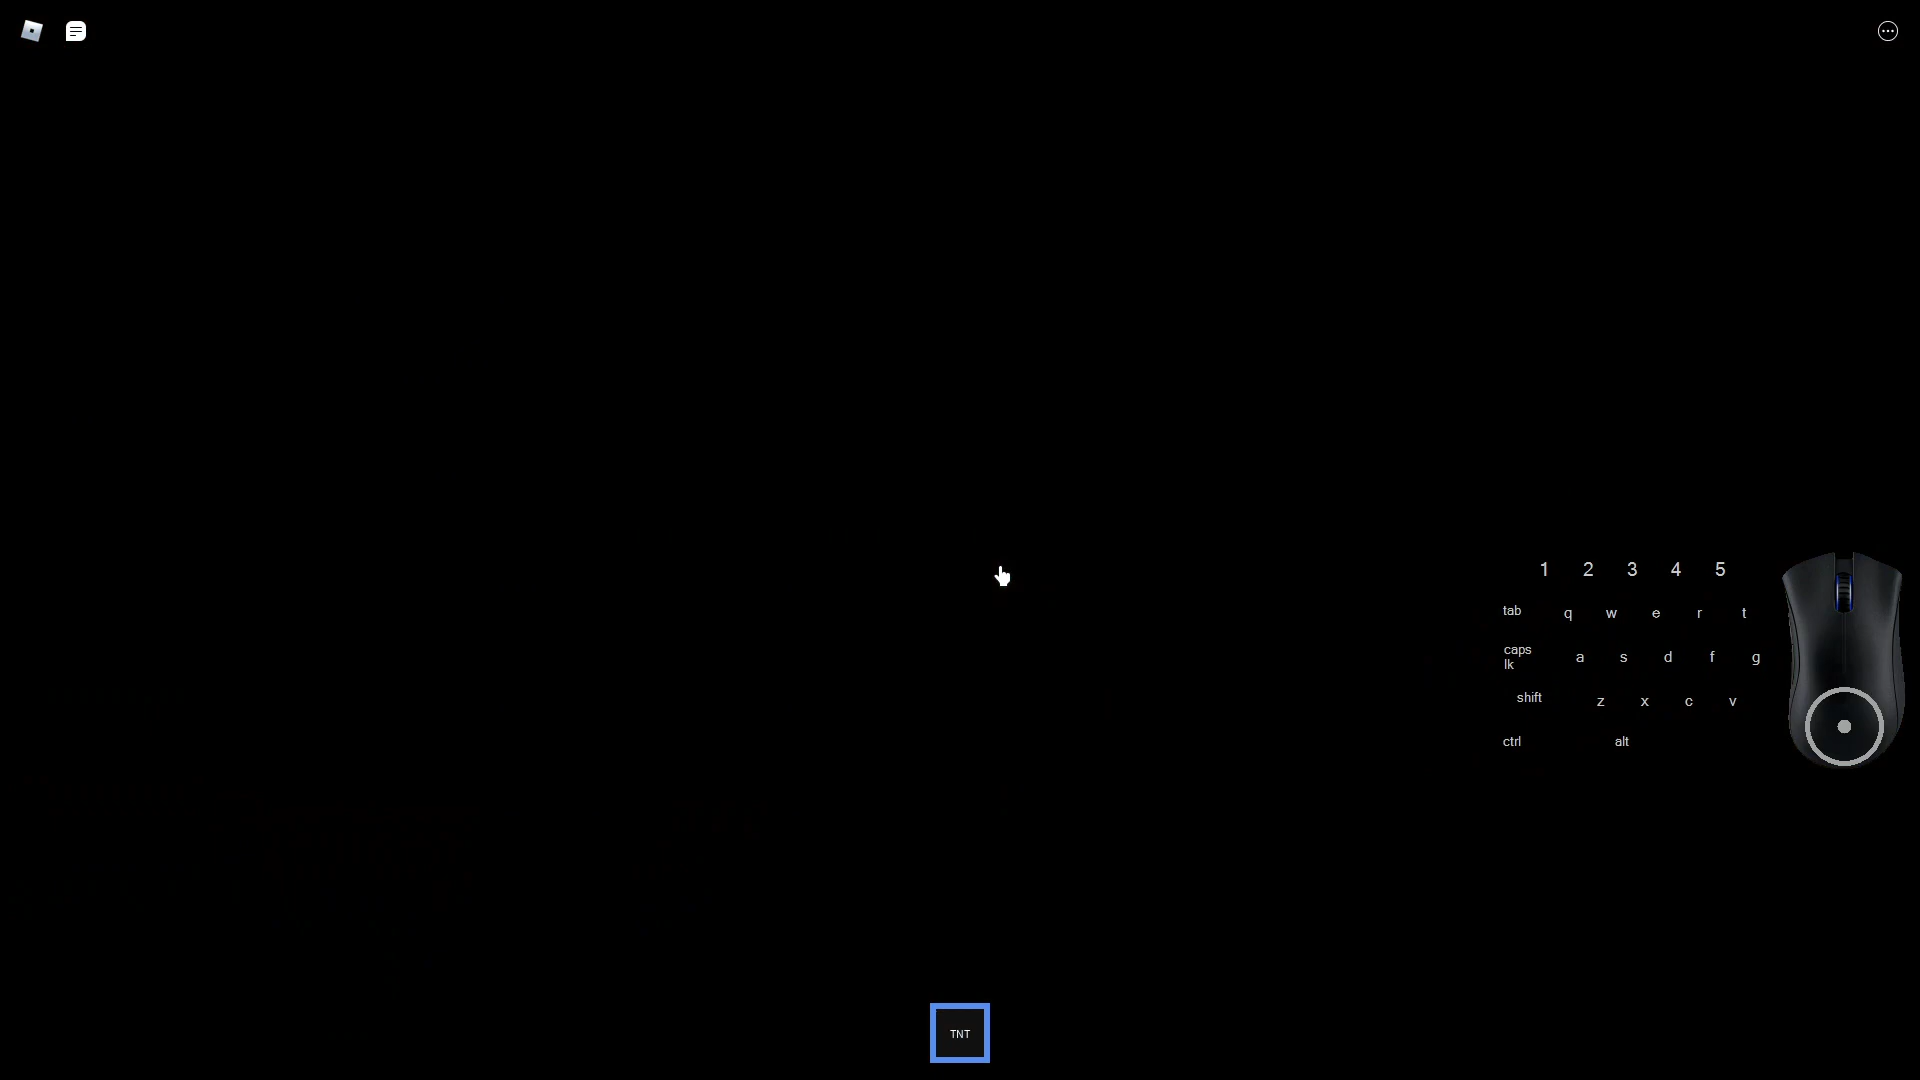 1 2 3 4 5
tab q w e r t
caps
lk a s d f g
shift z x c v
ctrl alt
TNT